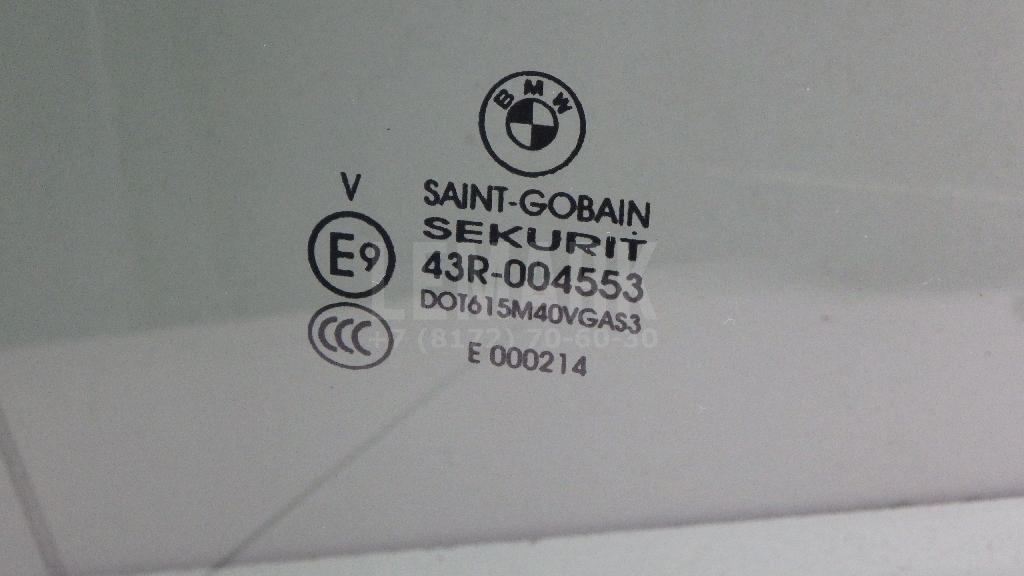 BMW
V
SAINT-GOBAIN
SEKURIT
E9
43R-004553
DOT615M40VGAS3
CCC
E 000214
+7 (8172) 70-60-30